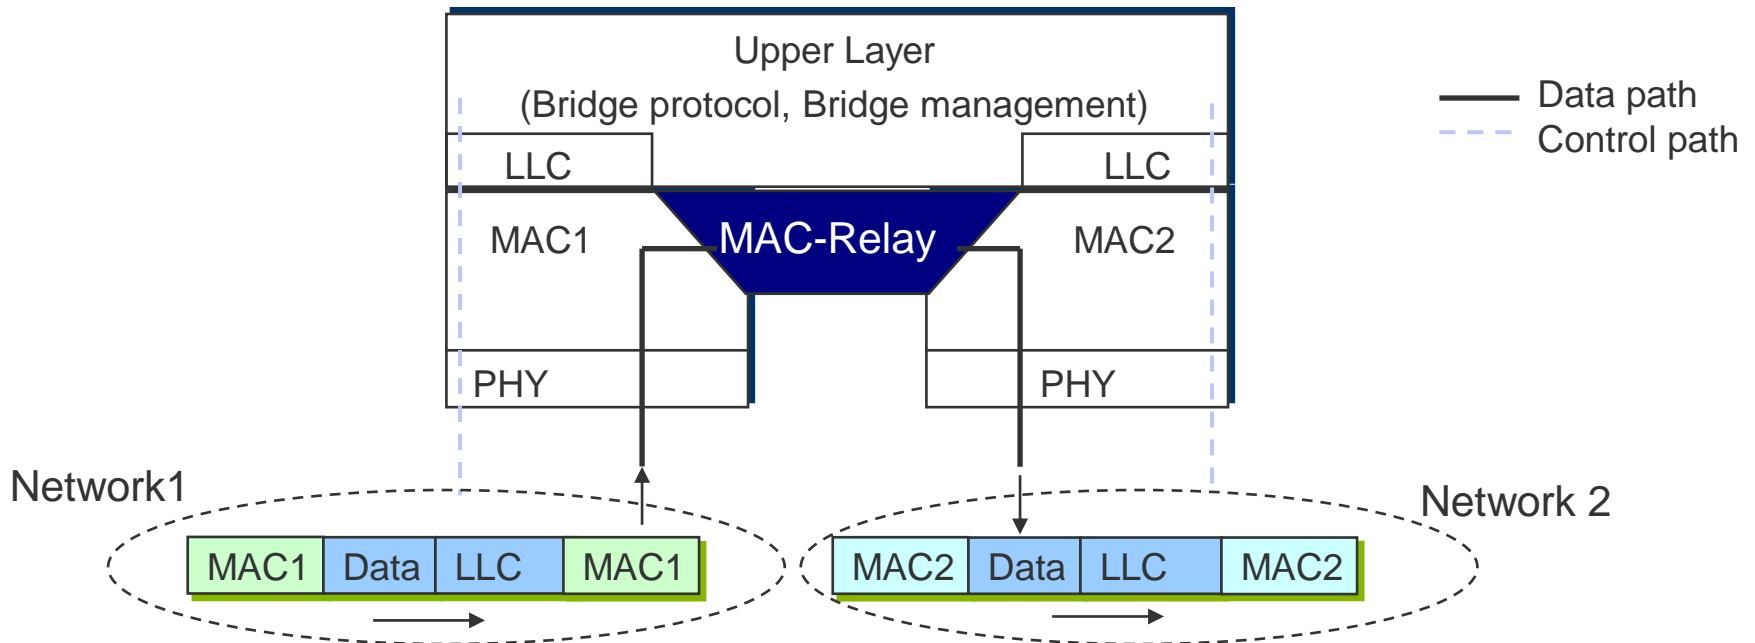 Upper Layer
(Bridge protocol, Bridge management)
Data path
Control path
LLC
LLC
MAC1
MAC-Relay
MAC2
PHY
PHY
Network1
Network 2
MAC1 Data LLC MAC1
MAC2 Data LLC MAC2